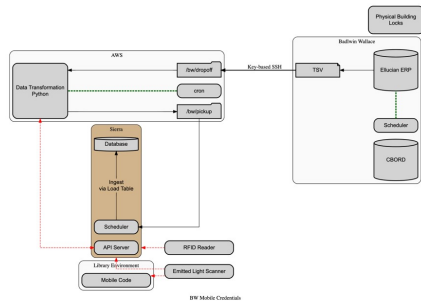 Physical Building
Locks
AWS
Badlwin Wallace
/bw/dropoff
Key-based SSH
TSV
Ellucian ERP
Data Transformation
Python
cron
/bw/pickup
Sierra
Database
Scheduler
CBORD
Ingest
via Load Table
Scheduler
API Server
RFID Reader
Library Environment
Emitted Light Scanner
Mobile Code
BW Mobile Credentials